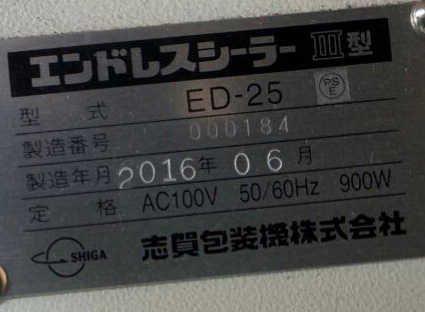 エンドレスシーラー III型
型式 ED-25 PSE
製造番号 000184
製造年月 2016年 06月
定格 AC100V 50/60Hz 900W
SHIGA 志賀包装機株式会社